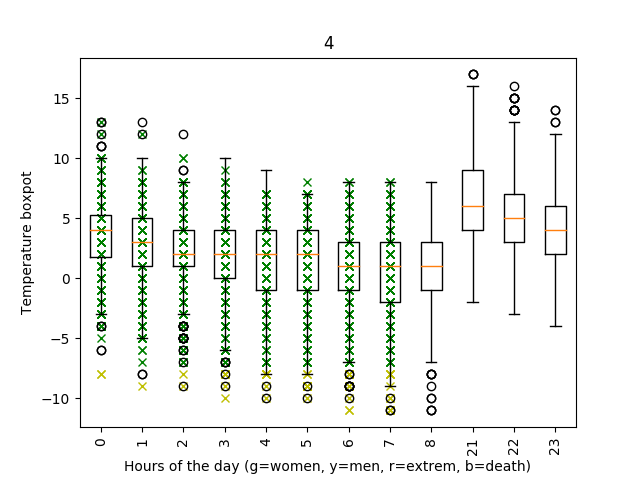 4
15
10
5
0
−5
−10
Temperature boxpot
0 1 2 3 4 5 6 7 8 21 22 23
Hours of the day (g=women, y=men, r=extrem, b=death)